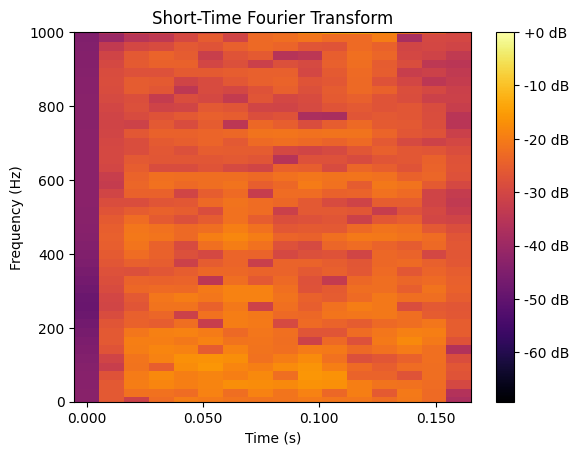 Short-Time Fourier Transform
1000
800
600
400
200
0
Frequency (Hz)
0.000
0.050
0.100
0.150
Time (s)
+0 dB
-10 dB
-20 dB
-30 dB
-40 dB
-50 dB
-60 dB